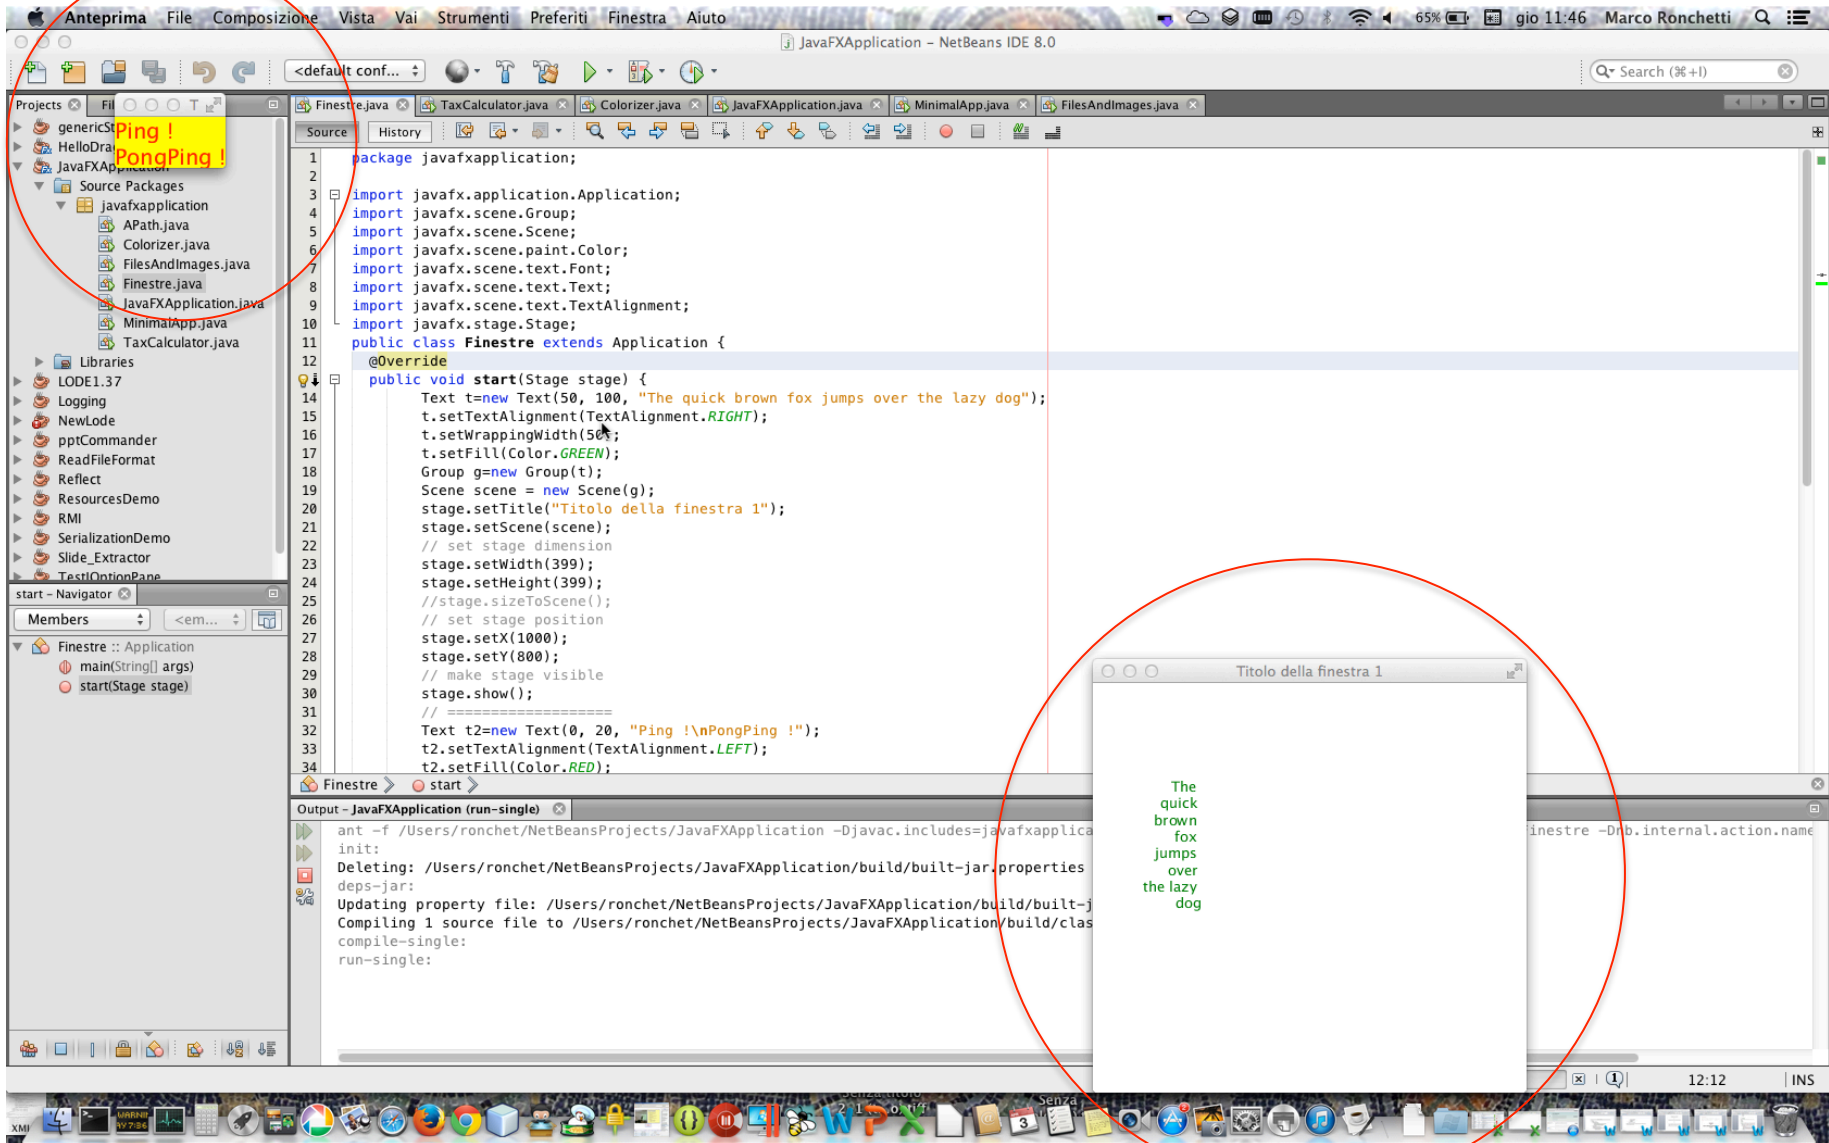 Anteprima File Composizione Vista Vai Strumenti Preferiti Finestra Aiuto 65% gio 11:46 Marco Ronchetti
JavaFXApplication - NetBeans IDE 8.0
<default conf... Search (⌘+I)
Projects Fil T
Ping !
PongPing !
genericSt
HelloDra
JavaFXApplication
Source Packages
javafxapplication
APath.java
Colorizer.java
FilesAndImages.java
Finestre.java
JavaFXApplication.java
MinimalApp.java
TaxCalculator.java
Libraries
LODE1.37
Logging
NewLode
pptCommander
ReadFileFormat
Reflect
ResourcesDemo
RMI
SerializationDemo
Slide_Extractor
TestJOptionPane
start - Navigator
Members <em...
Finestre :: Application
main(String[] args)
start(Stage stage)
Finestre.java TaxCalculator.java Colorizer.java JavaFXApplication.java MinimalApp.java FilesAndImages.java
Source History
1 package javafxapplication;
2
3 import javafx.application.Application;
4 import javafx.scene.Group;
5 import javafx.scene.Scene;
6 import javafx.scene.paint.Color;
7 import javafx.scene.text.Font;
8 import javafx.scene.text.Text;
9 import javafx.scene.text.TextAlignment;
10 import javafx.stage.Stage;
11 public class Finestre extends Application {
12 @Override
public void start(Stage stage) {
14 Text t=new Text(50, 100, "The quick brown fox jumps over the lazy dog");
15 t.setTextAlignment(TextAlignment.RIGHT);
16 t.setWrappingWidth(50);
17 t.setFill(Color.GREEN);
18 Group g=new Group(t);
19 Scene scene = new Scene(g);
20 stage.setTitle("Titolo della finestra 1");
21 stage.setScene(scene);
22 // set stage dimension
23 stage.setWidth(399);
24 stage.setHeight(399);
25 //stage.sizeToScene();
26 // set stage position
27 stage.setX(1000);
28 stage.setY(800);
29 // make stage visible
30 stage.show();
31 // ===================
32 Text t2=new Text(0, 20, "Ping !\nPongPing !");
33 t2.setTextAlignment(TextAlignment.LEFT);
34 t2.setFill(Color.RED);
Finestre start
Output - JavaFXApplication (run-single)
ant -f /Users/ronchet/NetBeansProjects/JavaFXApplication -Djavac.includes=javafxapplica inestre -Dnb.internal.action.name
init:
Deleting: /Users/ronchet/NetBeansProjects/JavaFXApplication/build/built-jar.properties
deps-jar:
Updating property file: /Users/ronchet/NetBeansProjects/JavaFXApplication/build/built-j
Compiling 1 source file to /Users/ronchet/NetBeansProjects/JavaFXApplication/build/clas
compile-single:
run-single:
Titolo della finestra 1
The
quick
brown
fox
jumps
over
the lazy
dog
12:12 INS